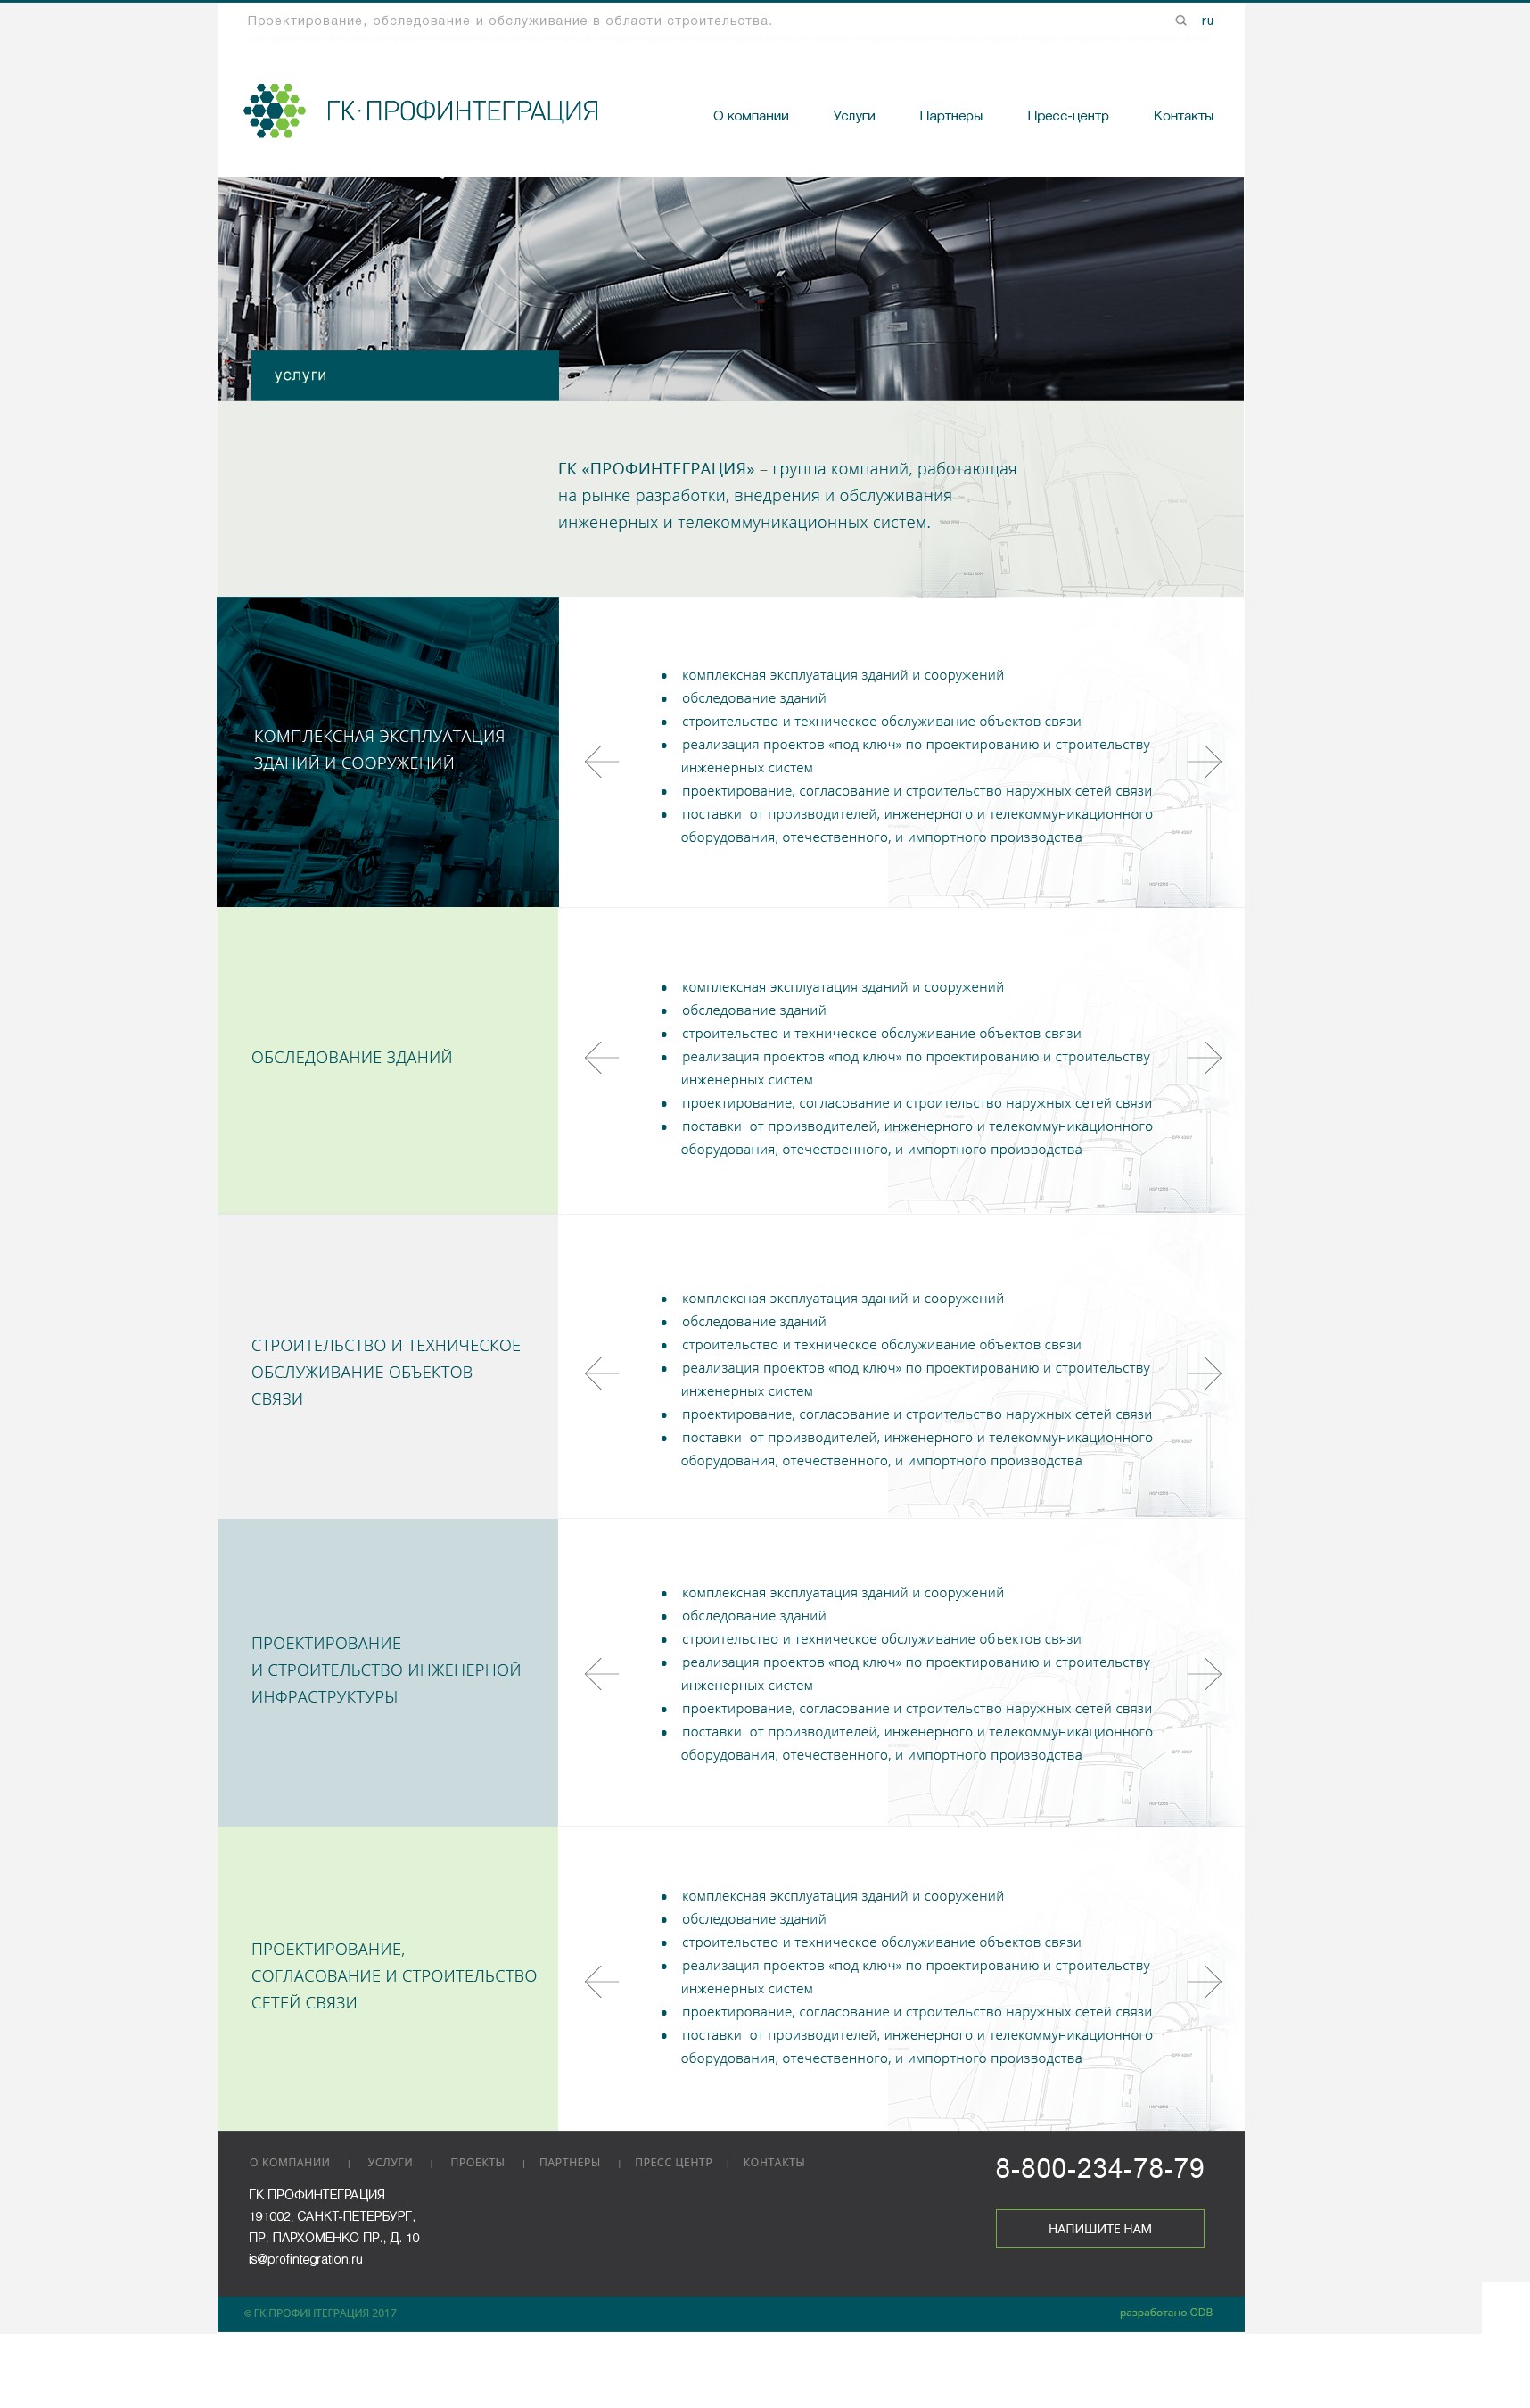 Проектирование, обследование и обслуживание в области строительства.
ru
ГК·ПРОФИНТЕГРАЦИЯ
О компании Услуги Партнеры Пресс-центр Контакты
услуги
ГК «ПРОФИНТЕГРАЦИЯ» – группа компаний, работающая
на рынке разработки, внедрения и обслуживания
инженерных и телекоммуникационных систем.
КОМПЛЕКСНАЯ ЭКСПЛУАТАЦИЯ
ЗДАНИЙ И СООРУЖЕНИЙ
• комплексная эксплуатация зданий и сооружений
• обследование зданий
• строительство и техническое обслуживание объектов связи
• реализация проектов «под ключ» по проектированию и строительству
инженерных систем
• проектирование, согласование и строительство наружных сетей связи
• поставки от производителей, инженерного и телекоммуникационного
оборудования, отечественного, и импортного производства
ОБСЛЕДОВАНИЕ ЗДАНИЙ
• комплексная эксплуатация зданий и сооружений
• обследование зданий
• строительство и техническое обслуживание объектов связи
• реализация проектов «под ключ» по проектированию и строительству
инженерных систем
• проектирование, согласование и строительство наружных сетей связи
• поставки от производителей, инженерного и телекоммуникационного
оборудования, отечественного, и импортного производства
СТРОИТЕЛЬСТВО И ТЕХНИЧЕСКОЕ
ОБСЛУЖИВАНИЕ ОБЪЕКТОВ
СВЯЗИ
• комплексная эксплуатация зданий и сооружений
• обследование зданий
• строительство и техническое обслуживание объектов связи
• реализация проектов «под ключ» по проектированию и строительству
инженерных систем
• проектирование, согласование и строительство наружных сетей связи
• поставки от производителей, инженерного и телекоммуникационного
оборудования, отечественного, и импортного производства
ПРОЕКТИРОВАНИЕ
И СТРОИТЕЛЬСТВО ИНЖЕНЕРНОЙ
ИНФРАСТРУКТУРЫ
• комплексная эксплуатация зданий и сооружений
• обследование зданий
• строительство и техническое обслуживание объектов связи
• реализация проектов «под ключ» по проектированию и строительству
инженерных систем
• проектирование, согласование и строительство наружных сетей связи
• поставки от производителей, инженерного и телекоммуникационного
оборудования, отечественного, и импортного производства
ПРОЕКТИРОВАНИЕ,
СОГЛАСОВАНИЕ И СТРОИТЕЛЬСТВО
СЕТЕЙ СВЯЗИ
• комплексная эксплуатация зданий и сооружений
• обследование зданий
• строительство и техническое обслуживание объектов связи
• реализация проектов «под ключ» по проектированию и строительству
инженерных систем
• проектирование, согласование и строительство наружных сетей связи
• поставки от производителей, инженерного и телекоммуникационного
оборудования, отечественного, и импортного производства
О КОМПАНИИ | УСЛУГИ | ПРОЕКТЫ | ПАРТНЕРЫ | ПРЕСС ЦЕНТР | КОНТАКТЫ
ГК ПРОФИНТЕГРАЦИЯ
191002, САНКТ-ПЕТЕРБУРГ,
ПР. ПАРХОМЕНКО ПР., Д. 10
is@profintegration.ru
8-800-234-78-79
НАПИШИТЕ НАМ
© ГК ПРОФИНТЕГРАЦИЯ 2017
разработано ODB